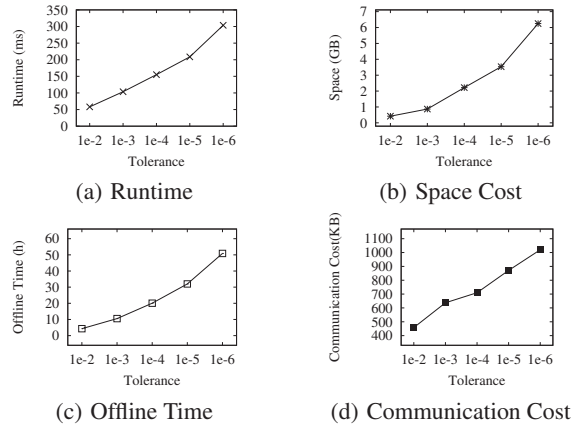 350
300
250
200
150
100
50
0
Runtime (ms)
1e-2 1e-3 1e-4 1e-5 1e-6
Tolerance
(a) Runtime
7
6
5
4
3
2
1
0
Space (GB)
1e-2 1e-3 1e-4 1e-5 1e-6
Tolerance
(b) Space Cost
60
50
40
30
20
10
0
Offline Time (h)
1e-2 1e-3 1e-4 1e-5 1e-6
Tolerance
(c) Offline Time
1100
1000
900
800
700
600
500
400
Communication Cost(KB)
1e-2 1e-3 1e-4 1e-5 1e-6
Tolerance
(d) Communication Cost